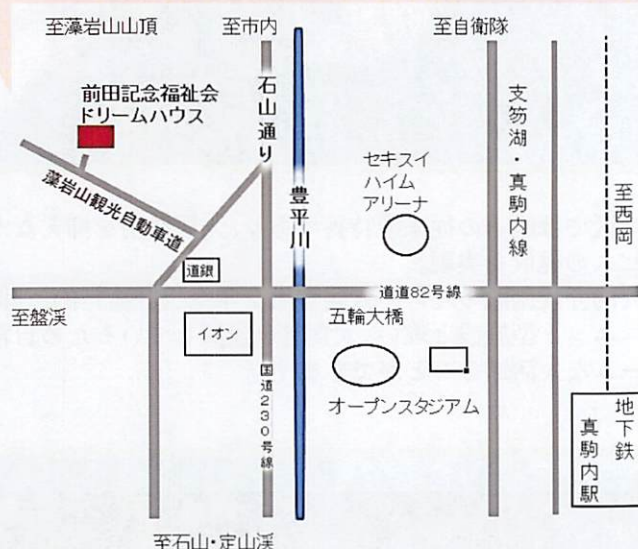 至藻岩山山頂
至市内
至自衛隊
前田記念福祉会
ドリームハウス
石山通り
豊平川
セキスイ
ハイム
アリーナ
支笏湖・真駒内線
至西岡
藻岩山観光自動車道
道銀
道道82号線
至盤渓
イオン
五輪大橋
国道230号線
オープンスタジアム
地下鉄
真駒内駅
至石山・定山渓